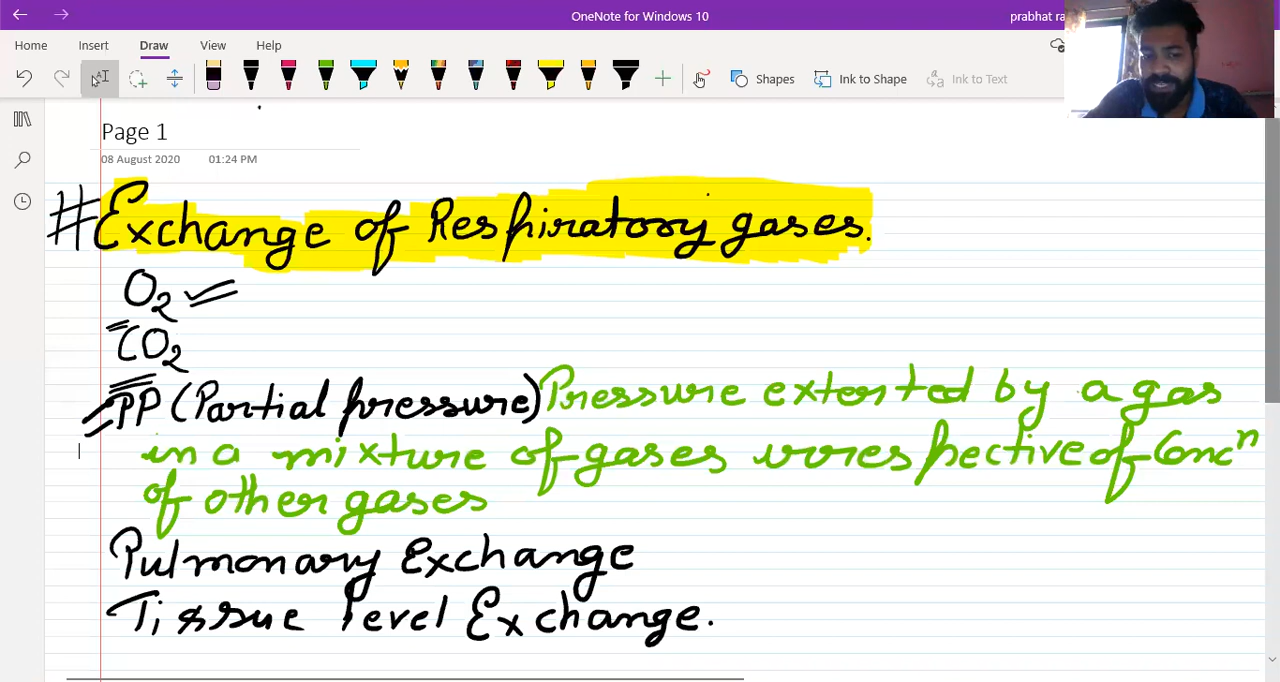 OneNote for Windows 10
prabhat ra
Home Insert Draw View Help
Shapes Ink to Shape Ink to Text
Page 1
08 August 2020 01:24 PM
# Exchange of Respiratory gases.
O2
CO2
PP (Partial pressure) Pressure exterted by a gas
in a mixture of gases irrespective of Concn
of other gases
Pulmonary Exchange
Tissue level Exchange.